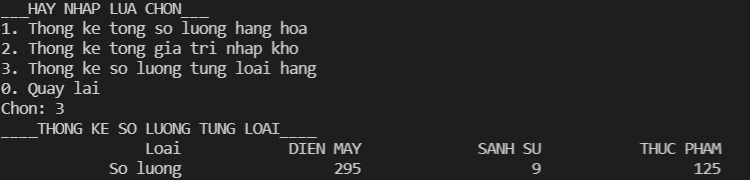 ___HAY NHAP LUA CHON___
1. Thong ke tong so luong hang hoa
2. Thong ke tong gia tri nhap kho
3. Thong ke so luong tung loai hang
0. Quay lai
Chon: 3
____THONG KE SO LUONG TUNG LOAI____
Loai DIEN MAY SANH SU THUC PHAM
So luong 295 9 125